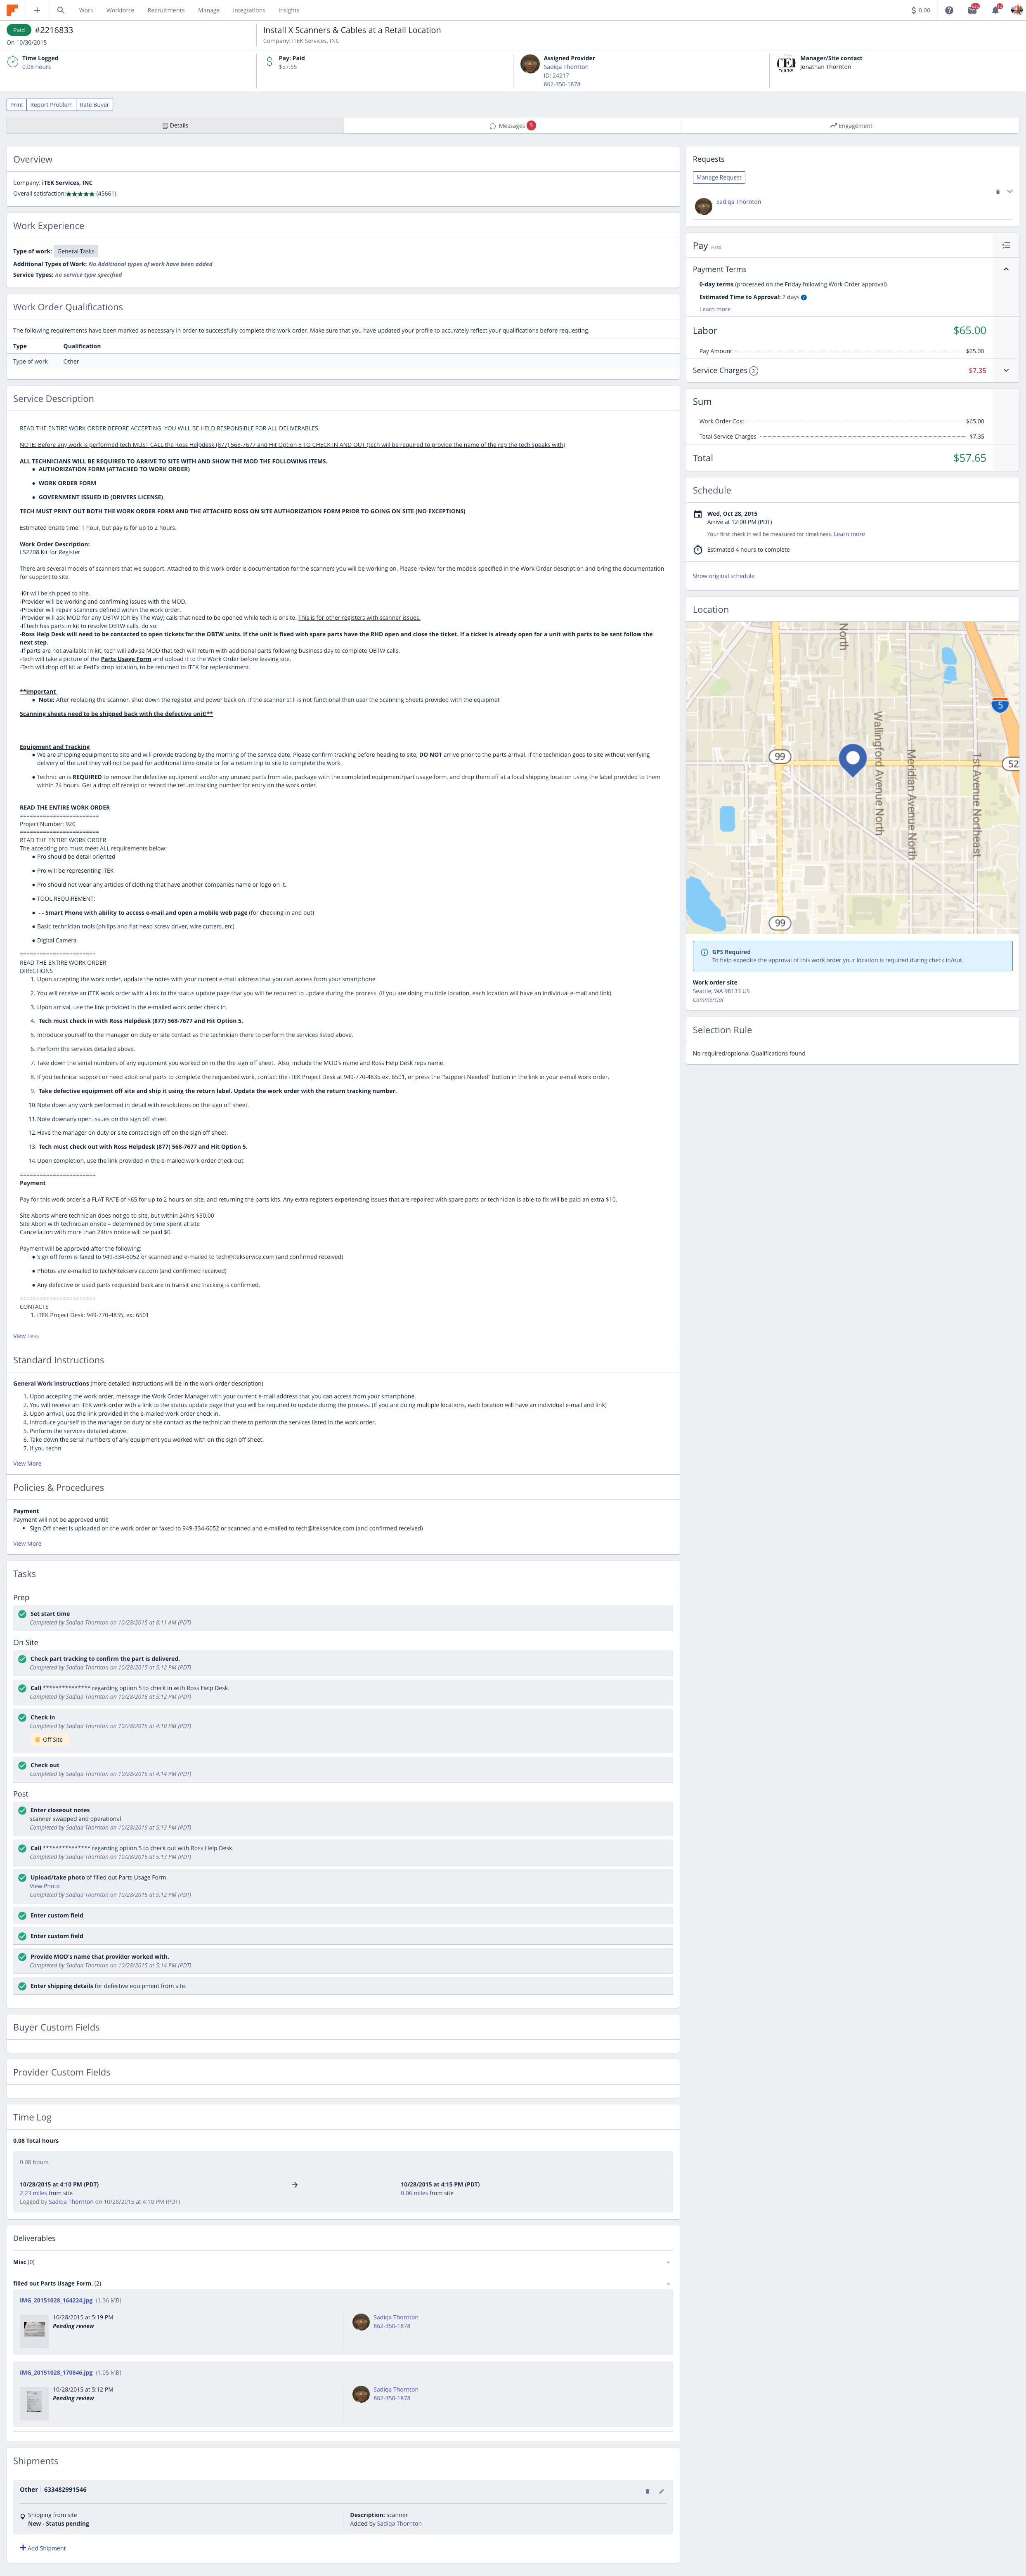 Work
Workforce
Recruitments
Manage
Integrations
Insights
$ 0.00
Paid #2216833
On 10/30/2015
Install X Scanners & Cables at a Retail Location
Company: iTEK Services, INC
Time Logged
0.08 hours
Pay: Paid
$57.65
Assigned Provider
Sadiqa Thornton
ID: 24217
862-350-1878
Manager/Site contact
Jonathan Thornton
Print
Report Problem
Rate Buyer
Details
Messages
Engagement
Overview
Company: iTEK Services, INC
Overall satisfaction: ★★★★★ (45661)
Work Experience
Type of work: General Tasks
Additional Types of Work: No Additional types of work have been added
Service Types: no service type specified
Work Order Qualifications
The following requirements have been marked as necessary in order to successfully complete this work order. Make sure that you have updated your profile to accurately reflect your qualifications before requesting.
Type Qualification
Type of work Other
Service Description
READ THE ENTIRE WORK ORDER BEFORE ACCEPTING. YOU WILL BE HELD RESPONSIBLE FOR ALL DELIVERABLES.
NOTE: Before any work is performed tech MUST CALL the Ross Helpdesk (877) 568-7677 and Hit Option 5 TO CHECK IN AND OUT (tech will be required to provide the name of the rep the tech speaks with)
ALL TECHNICIANS WILL BE REQUIRED TO ARRIVE TO SITE WITH AND SHOW THE MOD THE FOLLOWING ITEMS.
● AUTHORIZATION FORM (ATTACHED TO WORK ORDER)
● WORK ORDER FORM
● GOVERNMENT ISSUED ID (DRIVERS LICENSE)
TECH MUST PRINT OUT BOTH THE WORK ORDER FORM AND THE ATTACHED ROSS ON SITE AUTHORIZATION FORM PRIOR TO GOING ON SITE (NO EXCEPTIONS)
Estimated onsite time: 1 hour, but pay is for up to 2 hours.
Work Order Description:
LS2208 Kit for Register
There are several models of scanners that we support. Attached to this work order is documentation for the scanners you will be working on. Please review for the models specified in the Work Order description and bring the documentation
for support to site.
-Kit will be shipped to site.
-Provider will be working and confirming issues with the MOD.
-Provider will repair scanners defined within the work order.
-Provider will ask MOD for any OBTW (Oh By The Way) calls that need to be opened while tech is onsite. This is for other registers with scanner issues.
-If tech has parts in kit to resolve OBTW calls, do so.
-Ross Help Desk will need to be contacted to open tickets for the OBTW units. If the unit is fixed with spare parts have the RHD open and close the ticket. If a ticket is already open for a unit with parts to be sent follow the
next step.
-If parts are not available in kit, tech will advise MOD that tech will return with additional parts following business day to complete OBTW calls.
-Tech will take a picture of the Parts Usage Form and upload it to the Work Order before leaving site.
-Tech will drop off kit at FedEx drop location, to be returned to iTEK for replenishment.
**Important
● Note: After replacing the scanner, shut down the register and power back on. If the scanner still is not functional then user the Scanning Sheets provided with the equipmet
Scanning sheets need to be shipped back with the defective unit!**
Equipment and Tracking
● We are shipping equipment to site and will provide tracking by the morning of the service date. Please confirm tracking before heading to site, DO NOT arrive prior to the parts arrival. If the technician goes to site without verifying
delivery of the unit they will not be paid for additional time onsite or for a return trip to site to complete the work.
● Technician is REQUIRED to remove the defective equipment and/or any unused parts from site, package with the completed equipment/part usage form, and drop them off at a local shipping location using the label provided to them
within 24 hours. Get a drop off receipt or record the return tracking number for entry on the work order.
READ THE ENTIRE WORK ORDER
========================
Project Number: 920
========================
READ THE ENTIRE WORK ORDER
The accepting pro must meet ALL requirements below:
● Pro should be detail oriented
● Pro will be representing iTEK
● Pro should not wear any articles of clothing that have another companies name or logo on it.
● TOOL REQUIREMENT:
● - - Smart Phone with ability to access e-mail and open a mobile web page (for checking in and out)
● Basic technician tools (philips and flat head screw driver, wire cutters, etc)
● Digital Camera
=======================
READ THE ENTIRE WORK ORDER
DIRECTIONS
1. Upon accepting the work order, update the notes with your current e-mail address that you can access from your smartphone.
2. You will receive an iTEK work order with a link to the status update page that you will be required to update during the process. (if you are doing multiple location, each location will have an individual e-mail and link)
3. Upon arrival, use the link provided in the e-mailed work order check in.
4. Tech must check in with Ross Helpdesk (877) 568-7677 and Hit Option 5.
5. Introduce yourself to the manager on duty or site contact as the technician there to perform the services listed above.
6. Perform the services detailed above.
7. Take down the serial numbers of any equipment you worked on in the sign off sheet. Also, include the MOD's name and Ross Help Desk reps name.
8. If you technical support or need additional parts to complete the requested work, contact the iTEK Project Desk at 949-770-4835 ext 6501, or press the "Support Needed" button in the link in your e-mail work order.
9. Take defective equipment off site and ship it using the return label. Update the work order with the return tracking number.
10. Note down any work performed in detail with resolutions on the sign off sheet.
11. Note downany open issues on the sign off sheet.
12. Have the manager on duty or site contact sign off on the sign off sheet.
13. Tech must check out with Ross Helpdesk (877) 568-7677 and Hit Option 5.
14. Upon completion, use the link provided in the e-mailed work order check out.
=======================
Payment
Pay for this work orderis a FLAT RATE of $65 for up to 2 hours on site, and returning the parts kits. Any extra registers experiencing issues that are repaired with spare parts or technician is able to fix will be paid an extra $10.
Site Aborts where technician does not go to site, but within 24hrs $30.00
Site Abort with technician onsite – determined by time spent at site
Cancellation with more than 24hrs notice will be paid $0.
Payment will be approved after the following:
● Sign off form is faxed to 949-334-6052 or scanned and e-mailed to tech@itekservice.com (and confirmed received)
● Photos are e-mailed to tech@itekservice.com (and confirmed received)
● Any defective or used parts requested back are in transit and tracking is confirmed.
=======================
CONTACTS
1. iTEK Project Desk: 949-770-4835, ext 6501
View Less
Standard Instructions
General Work Instructions (more detailed instructions will be in the work order description)
1. Upon accepting the work order, message the Work Order Manager with your current e-mail address that you can access from your smartphone.
2. You will receive an iTEK work order with a link to the status update page that you will be required to update during the process. (if you are doing multiple locations, each location will have an individual e-mail and link)
3. Upon arrival, use the link provided in the e-mailed work order check in.
4. Introduce yourself to the manager on duty or site contact as the technician there to perform the services listed in the work order.
5. Perform the services detailed above.
6. Take down the serial numbers of any equipment you worked with on the sign off sheet.
7. If you techn
View More
Policies & Procedures
Payment
Payment will not be approved until:
• Sign Off sheet is uploaded on the work order or faxed to 949-334-6052 or scanned and e-mailed to tech@itekservice.com (and confirmed received)
View More
Tasks
Prep
Set start time
Completed by Sadiqa Thornton on 10/28/2015 at 8:11 AM (PDT)
On Site
Check part tracking to confirm the part is delivered.
Completed by Sadiqa Thornton on 10/28/2015 at 5:12 PM (PDT)
Call *************** regarding option 5 to check in with Ross Help Desk.
Completed by Sadiqa Thornton on 10/28/2015 at 5:12 PM (PDT)
Check in
Completed by Sadiqa Thornton on 10/28/2015 at 4:10 PM (PDT)
Off Site
Check out
Completed by Sadiqa Thornton on 10/28/2015 at 4:14 PM (PDT)
Post
Enter closeout notes
scanner swapped and operational
Completed by Sadiqa Thornton on 10/28/2015 at 5:13 PM (PDT)
Call *************** regarding option 5 to check out with Ross Help Desk.
Completed by Sadiqa Thornton on 10/28/2015 at 5:13 PM (PDT)
Upload/take photo of filled out Parts Usage Form.
View Photo
Completed by Sadiqa Thornton on 10/28/2015 at 5:12 PM (PDT)
Enter custom field
Enter custom field
Provide MOD's name that provider worked with.
Completed by Sadiqa Thornton on 10/28/2015 at 5:14 PM (PDT)
Enter shipping details for defective equipment from site.
Buyer Custom Fields
Provider Custom Fields
Time Log
0.08 Total hours
0.08 hours
10/28/2015 at 4:10 PM (PDT)
2.23 miles from site
Logged by Sadiqa Thornton on 10/28/2015 at 4:10 PM (PDT)
10/28/2015 at 4:15 PM (PDT)
0.06 miles from site
Deliverables
Misc (0)
filled out Parts Usage Form. (2)
IMG_20151028_164224.jpg (1.36 MB)
10/28/2015 at 5:19 PM
Pending review
Sadiqa Thornton
862-350-1878
IMG_20151028_170846.jpg (1.05 MB)
10/28/2015 at 5:12 PM
Pending review
Sadiqa Thornton
862-350-1878
Shipments
Other 633482991546
Shipping from site
New - Status pending
Description: scanner
Added by Sadiqa Thornton
Add Shipment
Requests
Manage Request
Sadiqa Thornton
Pay Fixed
Payment Terms
0-day terms (processed on the Friday following Work Order approval)
Estimated Time to Approval: 2 days
Learn more
Labor $65.00
Pay Amount $65.00
Service Charges 2 $7.35
Sum
Work Order Cost $65.00
Total Service Charges $7.35
Total $57.65
Schedule
Wed, Oct 28, 2015
Arrive at 12:00 PM (PDT)
Your first check in will be measured for timeliness. Learn more
Estimated 4 hours to complete
Show original schedule
Location
North
5
99
Wallingford Avenue North
Meridian Avenue North
1st Avenue Northeast
52
99
GPS Required
To help expedite the approval of this work order your location is required during check in/out.
Work order site
Seattle, WA 98133 US
Commercial
Selection Rule
No required/optional Qualifications found